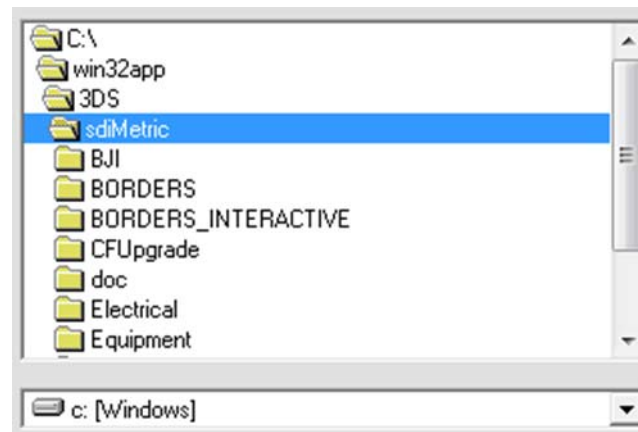 C:\
win32app
3DS
sdiMetric
BJI
BORDERS
BORDERS_INTERACTIVE
CFUpgrade
doc
Electrical
Equipment
c: [Windows]